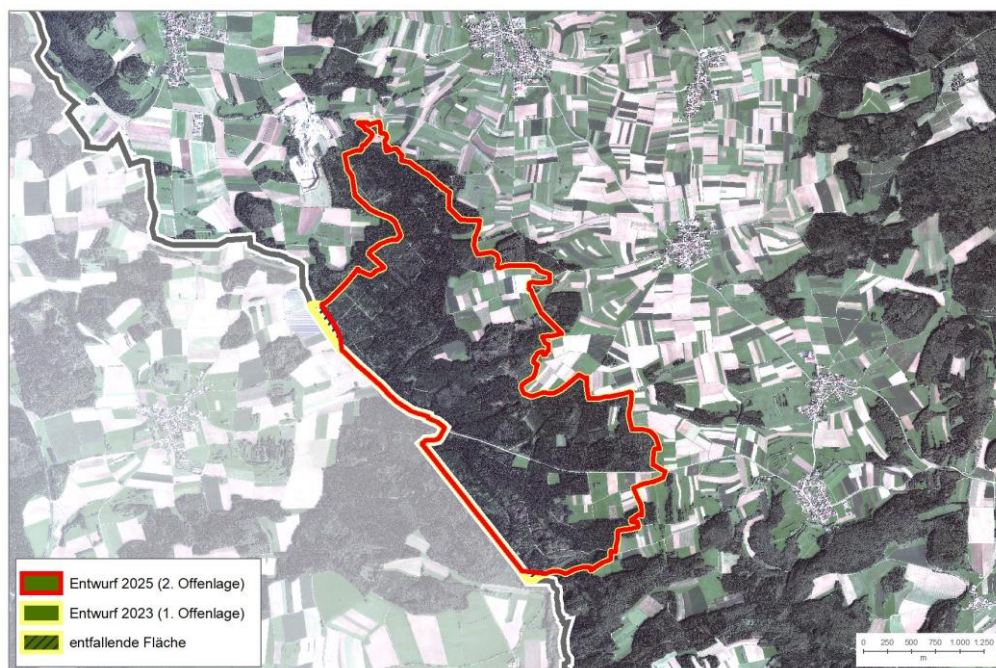 Entwurf 2025 (2. Offenlage)
Entwurf 2023 (1. Offenlage)
entfallende Fläche
0 250 500 750 1.000 1.250
m